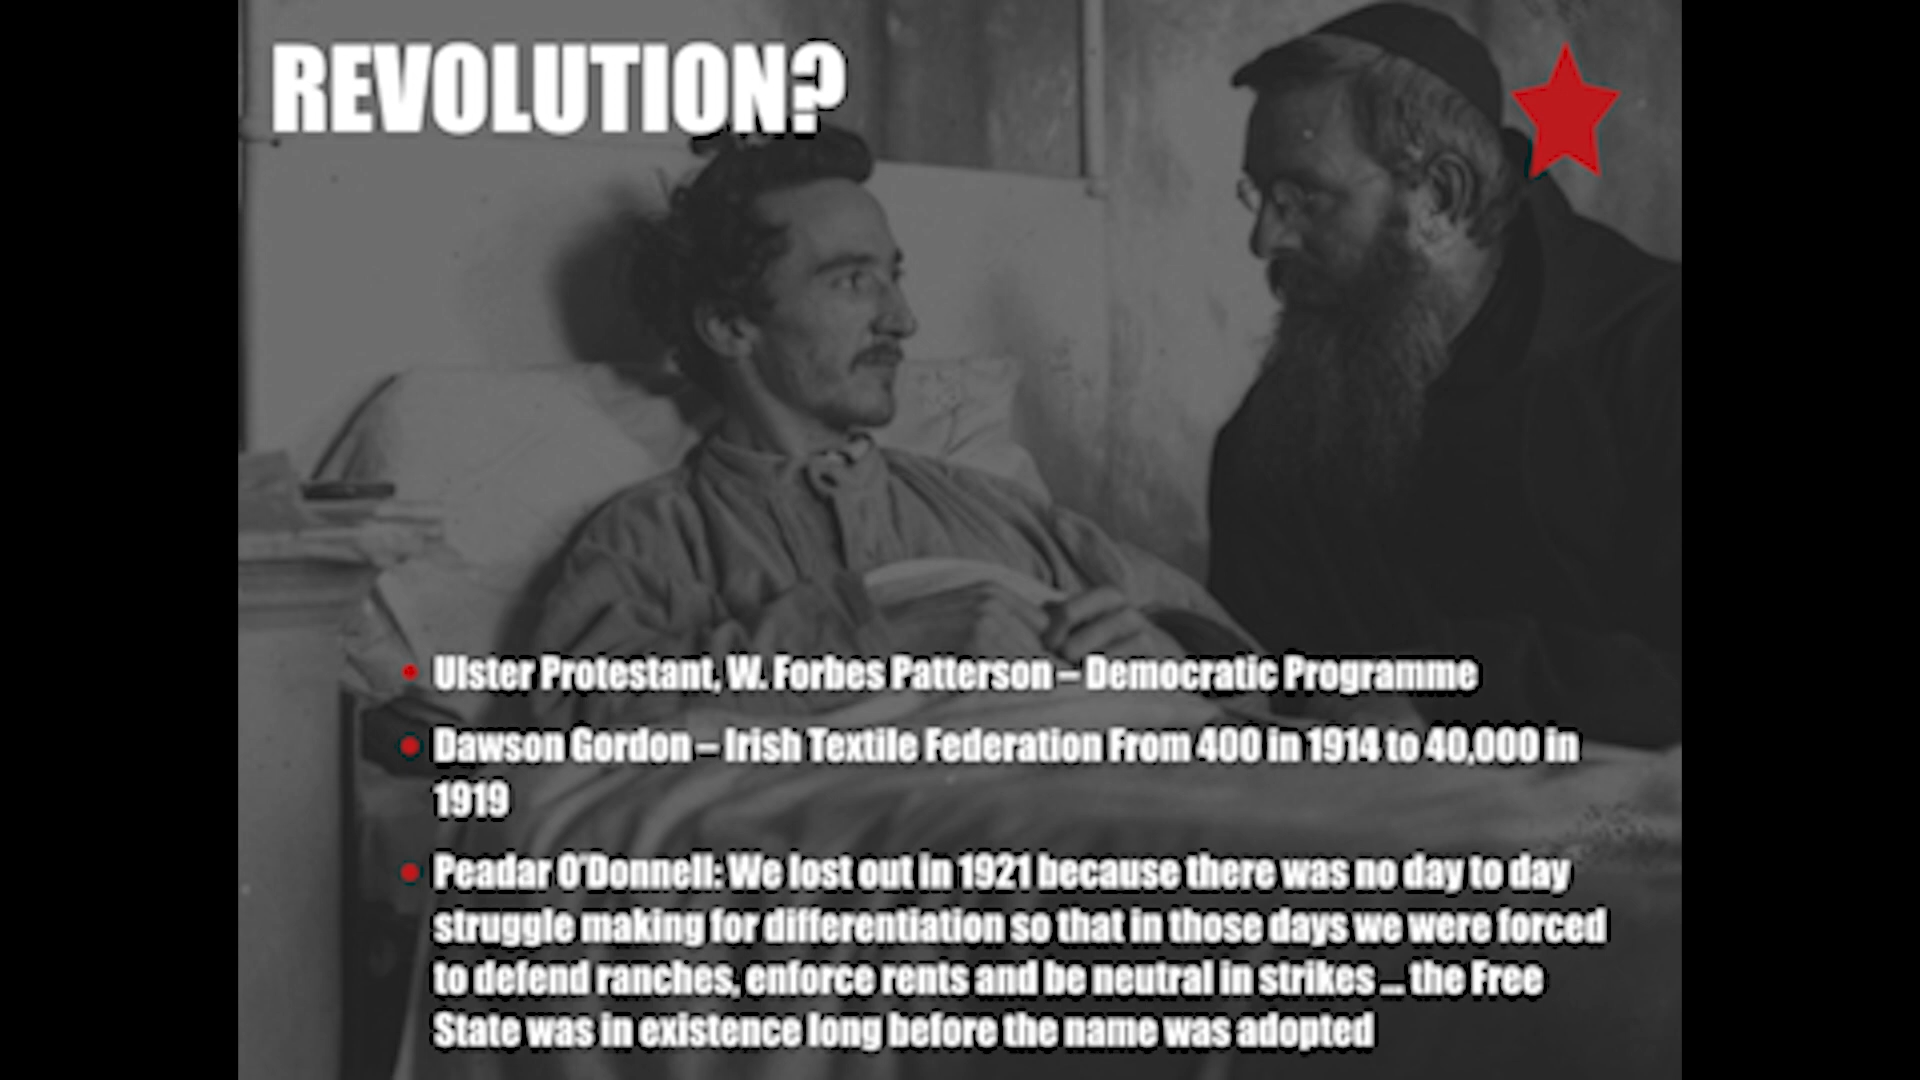 REVOLUTION?
• Ulster Protestant, W. Forbes Patterson – Democratic Programme
• Dawson Gordon – Irish Textile Federation From 400 in 1914 to 40,000 in
1919
• Peadar O'Donnell: We lost out in 1921 because there was no day to day
struggle making for differentiation so that in those days we were forced
to defend ranches, enforce rents and be neutral in strikes ... the Free
State was in existence long before the name was adopted